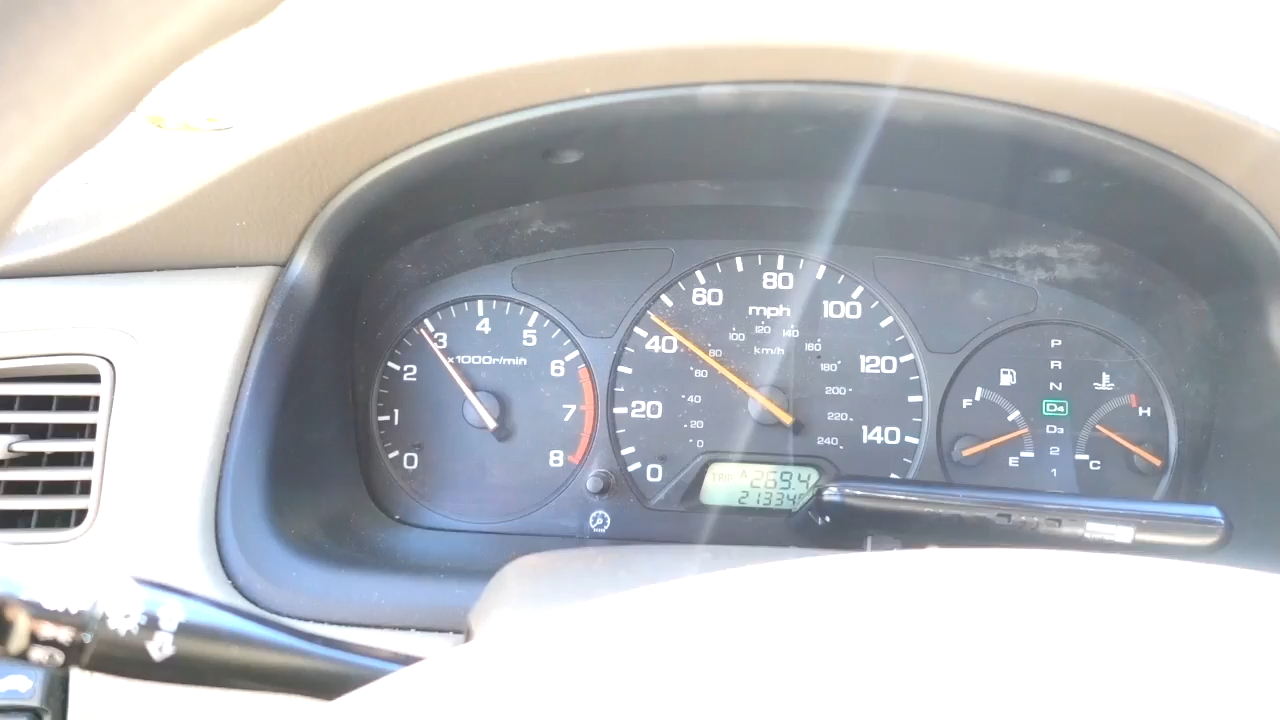 0 1 2 3 4 5 6 7 8
x1000r/min
0 20 40 60 80 100 120 140
mph
0 20 40 60 80 100 120 140 160 180 200 220 240
km/h
TRIP A 269.4
21334
P
R
N
D4
D3
2
1
F
E
H
C